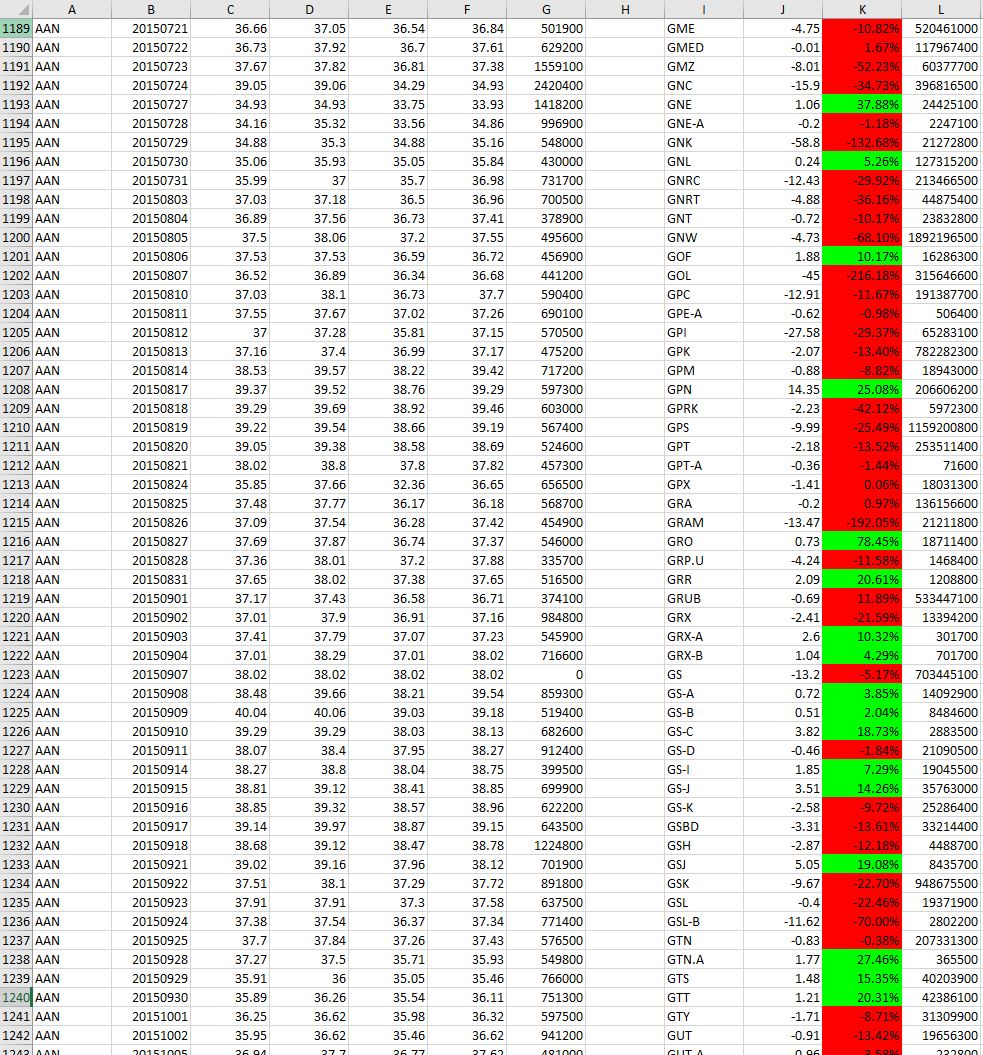 A B C D E F G H I J K L
1189 AAN 20150721 36.66 37.05 36.54 36.84 501900 GME -4.75 -10.82% 520461000
1190 AAN 20150722 36.73 37.92 36.7 37.61 629200 GMED -0.01 1.67% 117967400
1191 AAN 20150723 37.67 37.82 36.81 37.38 1559100 GMZ -8.01 -52.23% 60377700
1192 AAN 20150724 39.05 39.06 34.29 34.93 2420400 GNC -15.9 -34.73% 396816500
1193 AAN 20150727 34.93 34.93 33.75 33.93 1418200 GNE 1.06 37.88% 24425100
1194 AAN 20150728 34.16 35.32 33.56 34.86 996900 GNE-A -0.2 -1.18% 2247100
1195 AAN 20150729 34.88 35.3 34.88 35.16 548000 GNK -58.8 -132.68% 21272800
1196 AAN 20150730 35.06 35.93 35.05 35.84 430000 GNL 0.24 5.26% 127315200
1197 AAN 20150731 35.99 37 35.7 36.98 731700 GNRC -12.43 -29.92% 213466500
1198 AAN 20150803 37.03 37.18 36.5 36.96 700500 GNRT -4.88 -36.16% 44875400
1199 AAN 20150804 36.89 37.56 36.73 37.41 378900 GNT -0.72 -10.17% 23832800
1200 AAN 20150805 37.5 38.06 37.2 37.55 495600 GNW -4.73 -68.10% 1892196500
1201 AAN 20150806 37.53 37.53 36.59 36.72 456900 GOF 1.88 10.17% 16286300
1202 AAN 20150807 36.52 36.89 36.34 36.68 441200 GOL -45 -216.18% 315646600
1203 AAN 20150810 37.03 38.1 36.73 37.7 590400 GPC -12.91 -11.67% 191387700
1204 AAN 20150811 37.55 37.67 37.02 37.26 690100 GPE-A -0.62 -0.98% 506400
1205 AAN 20150812 37 37.28 35.81 37.15 570500 GPI -27.58 -29.37% 65283100
1206 AAN 20150813 37.16 37.4 36.99 37.17 475200 GPK -2.07 -13.40% 782282300
1207 AAN 20150814 38.53 39.57 38.22 39.42 717200 GPM -0.88 -8.82% 18943000
1208 AAN 20150817 39.37 39.52 38.76 39.29 597300 GPN 14.35 25.08% 206606200
1209 AAN 20150818 39.29 39.69 38.92 39.46 603000 GPRK -2.23 -42.12% 5972300
1210 AAN 20150819 39.22 39.54 38.66 39.19 567400 GPS -9.99 -25.49% 1159200800
1211 AAN 20150820 39.05 39.38 38.58 38.69 524600 GPT -2.18 -13.52% 253511400
1212 AAN 20150821 38.02 38.8 37.8 37.82 457300 GPT-A -0.36 -1.44% 71600
1213 AAN 20150824 35.85 37.66 32.36 36.65 656500 GPX -1.41 0.06% 18031300
1214 AAN 20150825 37.48 37.77 36.17 36.18 568700 GRA -0.2 0.97% 136156600
1215 AAN 20150826 37.09 37.54 36.28 37.42 454900 GRAM -13.47 -192.05% 21211800
1216 AAN 20150827 37.69 37.87 36.74 37.37 546000 GRO 0.73 78.45% 18711400
1217 AAN 20150828 37.36 38.01 37.2 37.88 335700 GRP.U -4.24 -11.58% 1468400
1218 AAN 20150831 37.65 38.02 37.38 37.65 516500 GRR 2.09 20.61% 1208800
1219 AAN 20150901 37.17 37.43 36.58 36.71 374100 GRUB -0.69 11.89% 533447100
1220 AAN 20150902 37.01 37.9 36.91 37.16 984800 GRX -2.41 -21.59% 13394200
1221 AAN 20150903 37.41 37.79 37.07 37.23 545900 GRX-A 2.6 10.32% 301700
1222 AAN 20150904 37.01 38.29 37.01 38.02 716600 GRX-B 1.04 4.29% 701700
1223 AAN 20150907 38.02 38.02 38.02 38.02 0 GS -13.2 -5.17% 703445100
1224 AAN 20150908 38.48 39.66 38.21 39.54 859300 GS-A 0.72 3.85% 14092900
1225 AAN 20150909 40.04 40.06 39.03 39.18 519400 GS-B 0.51 2.04% 8484600
1226 AAN 20150910 39.29 39.29 38.03 38.13 682600 GS-C 3.82 18.73% 2883500
1227 AAN 20150911 38.07 38.4 37.95 38.27 912400 GS-D -0.46 -1.84% 21090500
1228 AAN 20150914 38.27 38.8 38.04 38.75 399500 GS-I 1.85 7.29% 19045500
1229 AAN 20150915 38.81 39.12 38.41 38.85 699900 GS-J 3.51 14.26% 35763000
1230 AAN 20150916 38.85 39.32 38.57 38.96 622200 GS-K -2.58 -9.72% 25286400
1231 AAN 20150917 39.14 39.97 38.87 39.15 643500 GSBD -3.31 -13.61% 33214400
1232 AAN 20150918 38.68 39.12 38.47 38.78 1224800 GSH -2.87 -12.18% 4488700
1233 AAN 20150921 39.02 39.16 37.96 38.12 701900 GSJ 5.05 19.08% 8435700
1234 AAN 20150922 37.51 38.1 37.29 37.72 891800 GSK -9.67 -22.70% 948675500
1235 AAN 20150923 37.91 37.91 37.3 37.58 637500 GSL -0.4 -22.46% 19371900
1236 AAN 20150924 37.38 37.54 36.37 37.34 771400 GSL-B -11.62 -70.00% 2802200
1237 AAN 20150925 37.7 37.84 37.26 37.43 576500 GTN -0.83 -0.38% 207331300
1238 AAN 20150928 37.27 37.5 35.71 35.93 549800 GTN.A 1.77 27.46% 365500
1239 AAN 20150929 35.91 36 35.05 35.46 766000 GTS 1.48 15.35% 40203900
1240 AAN 20150930 35.89 36.26 35.54 36.11 751300 GTT 1.21 20.31% 42386100
1241 AAN 20151001 36.25 36.62 35.98 36.32 597500 GTY -1.71 -8.71% 31309900
1242 AAN 20151002 35.95 36.62 35.46 36.62 941200 GUT -0.91 -13.42% 19656300
1243 AAN 20151005 36.94 37.7 36.77 37.62 481000 GUT-A